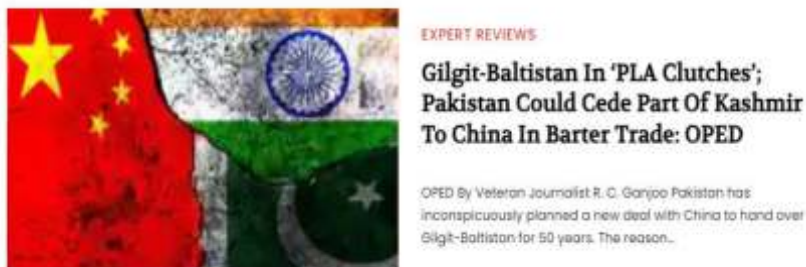 EXPERT REVIEWS
Gilgit-Baltistan In ‘PLA Clutches’;
Pakistan Could Cede Part Of Kashmir
To China In Barter Trade: OPED
OPED By Veteran Journalist R. C. Ganjoo Pakistan has
inconspicuously planned a new deal with China to hand over
Gilgit-Baltistan for 50 years. The reason...